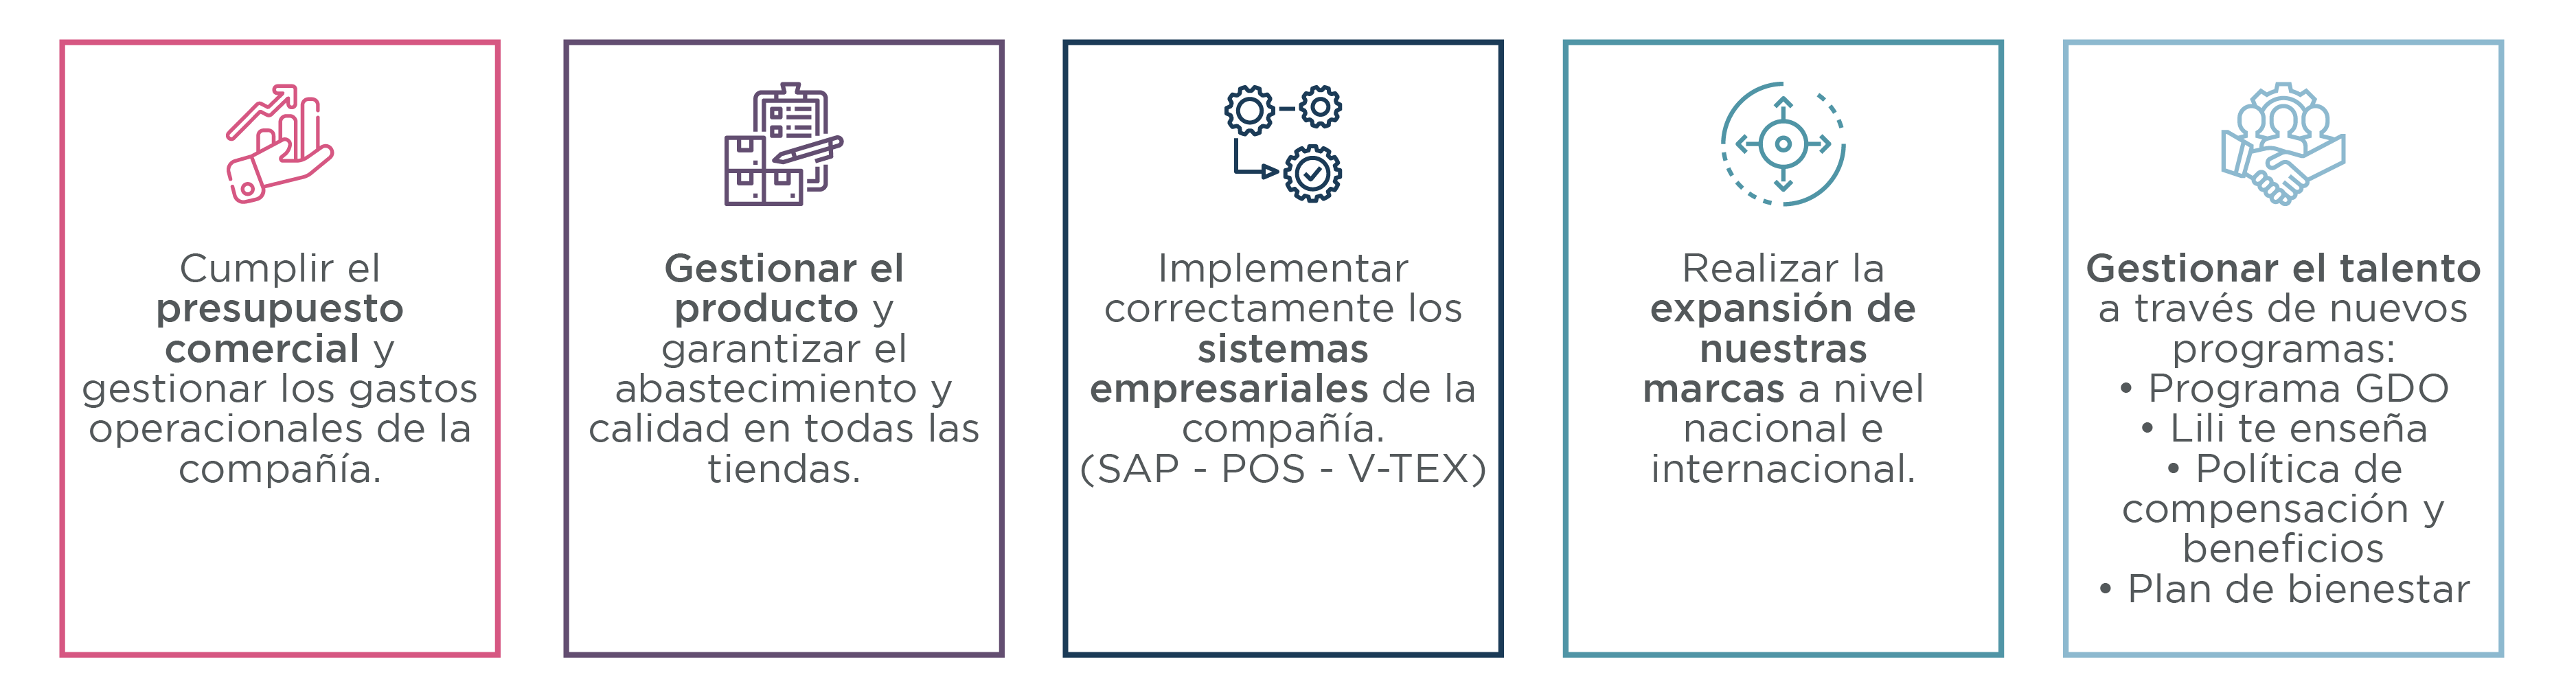 Cumplir el
presupuesto
comercial y
gestionar los gastos
operacionales de la
compañía.
Gestionar el
producto y
garantizar el
abastecimiento y
calidad en todas las
tiendas.
Implementar
correctamente los
sistemas
empresariales de la
compañía.
(SAP - POS - V-TEX)
Realizar la
expansión de
nuestras
marcas a nivel
nacional e
internacional.
Gestionar el talento
a través de nuevos
programas:
• Programa GDO
• Lili te enseña
• Política de
compensación y
beneficios
• Plan de bienestar